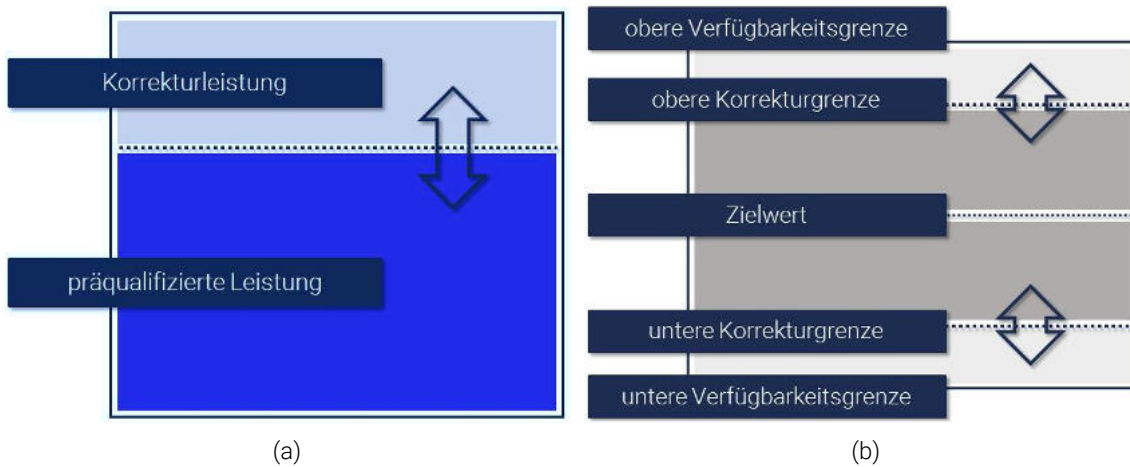 Korrekturleistung
präqualifizierte Leistung
(a)
obere Verfügbarkeitsgrenze
obere Korrekturgrenze
Zielwert
untere Korrekturgrenze
untere Verfügbarkeitsgrenze
(b)